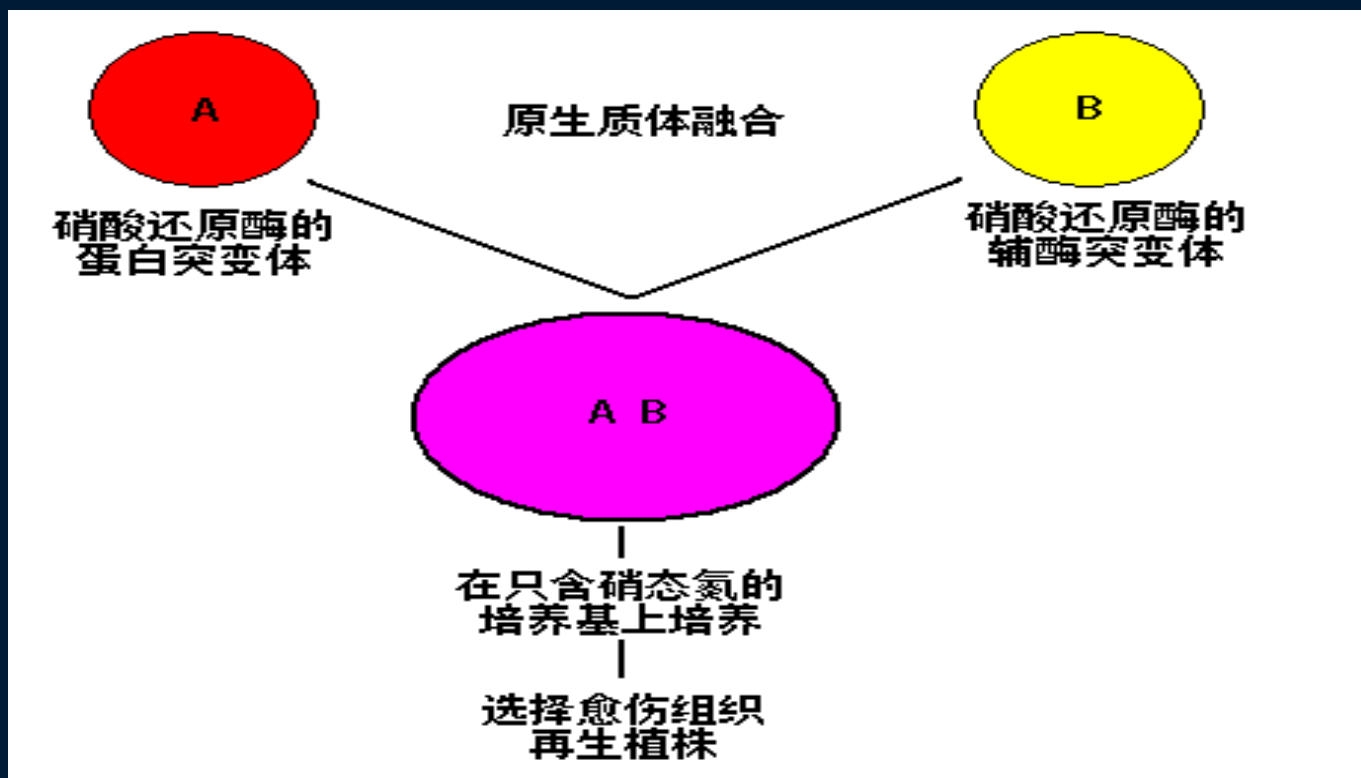 A
原生质体融合
B
硝酸还原酶的
蛋白突变体
硝酸还原酶的
辅酶突变体
A B
在只含硝态氮的
培养基上培养
选择愈伤组织
再生植株